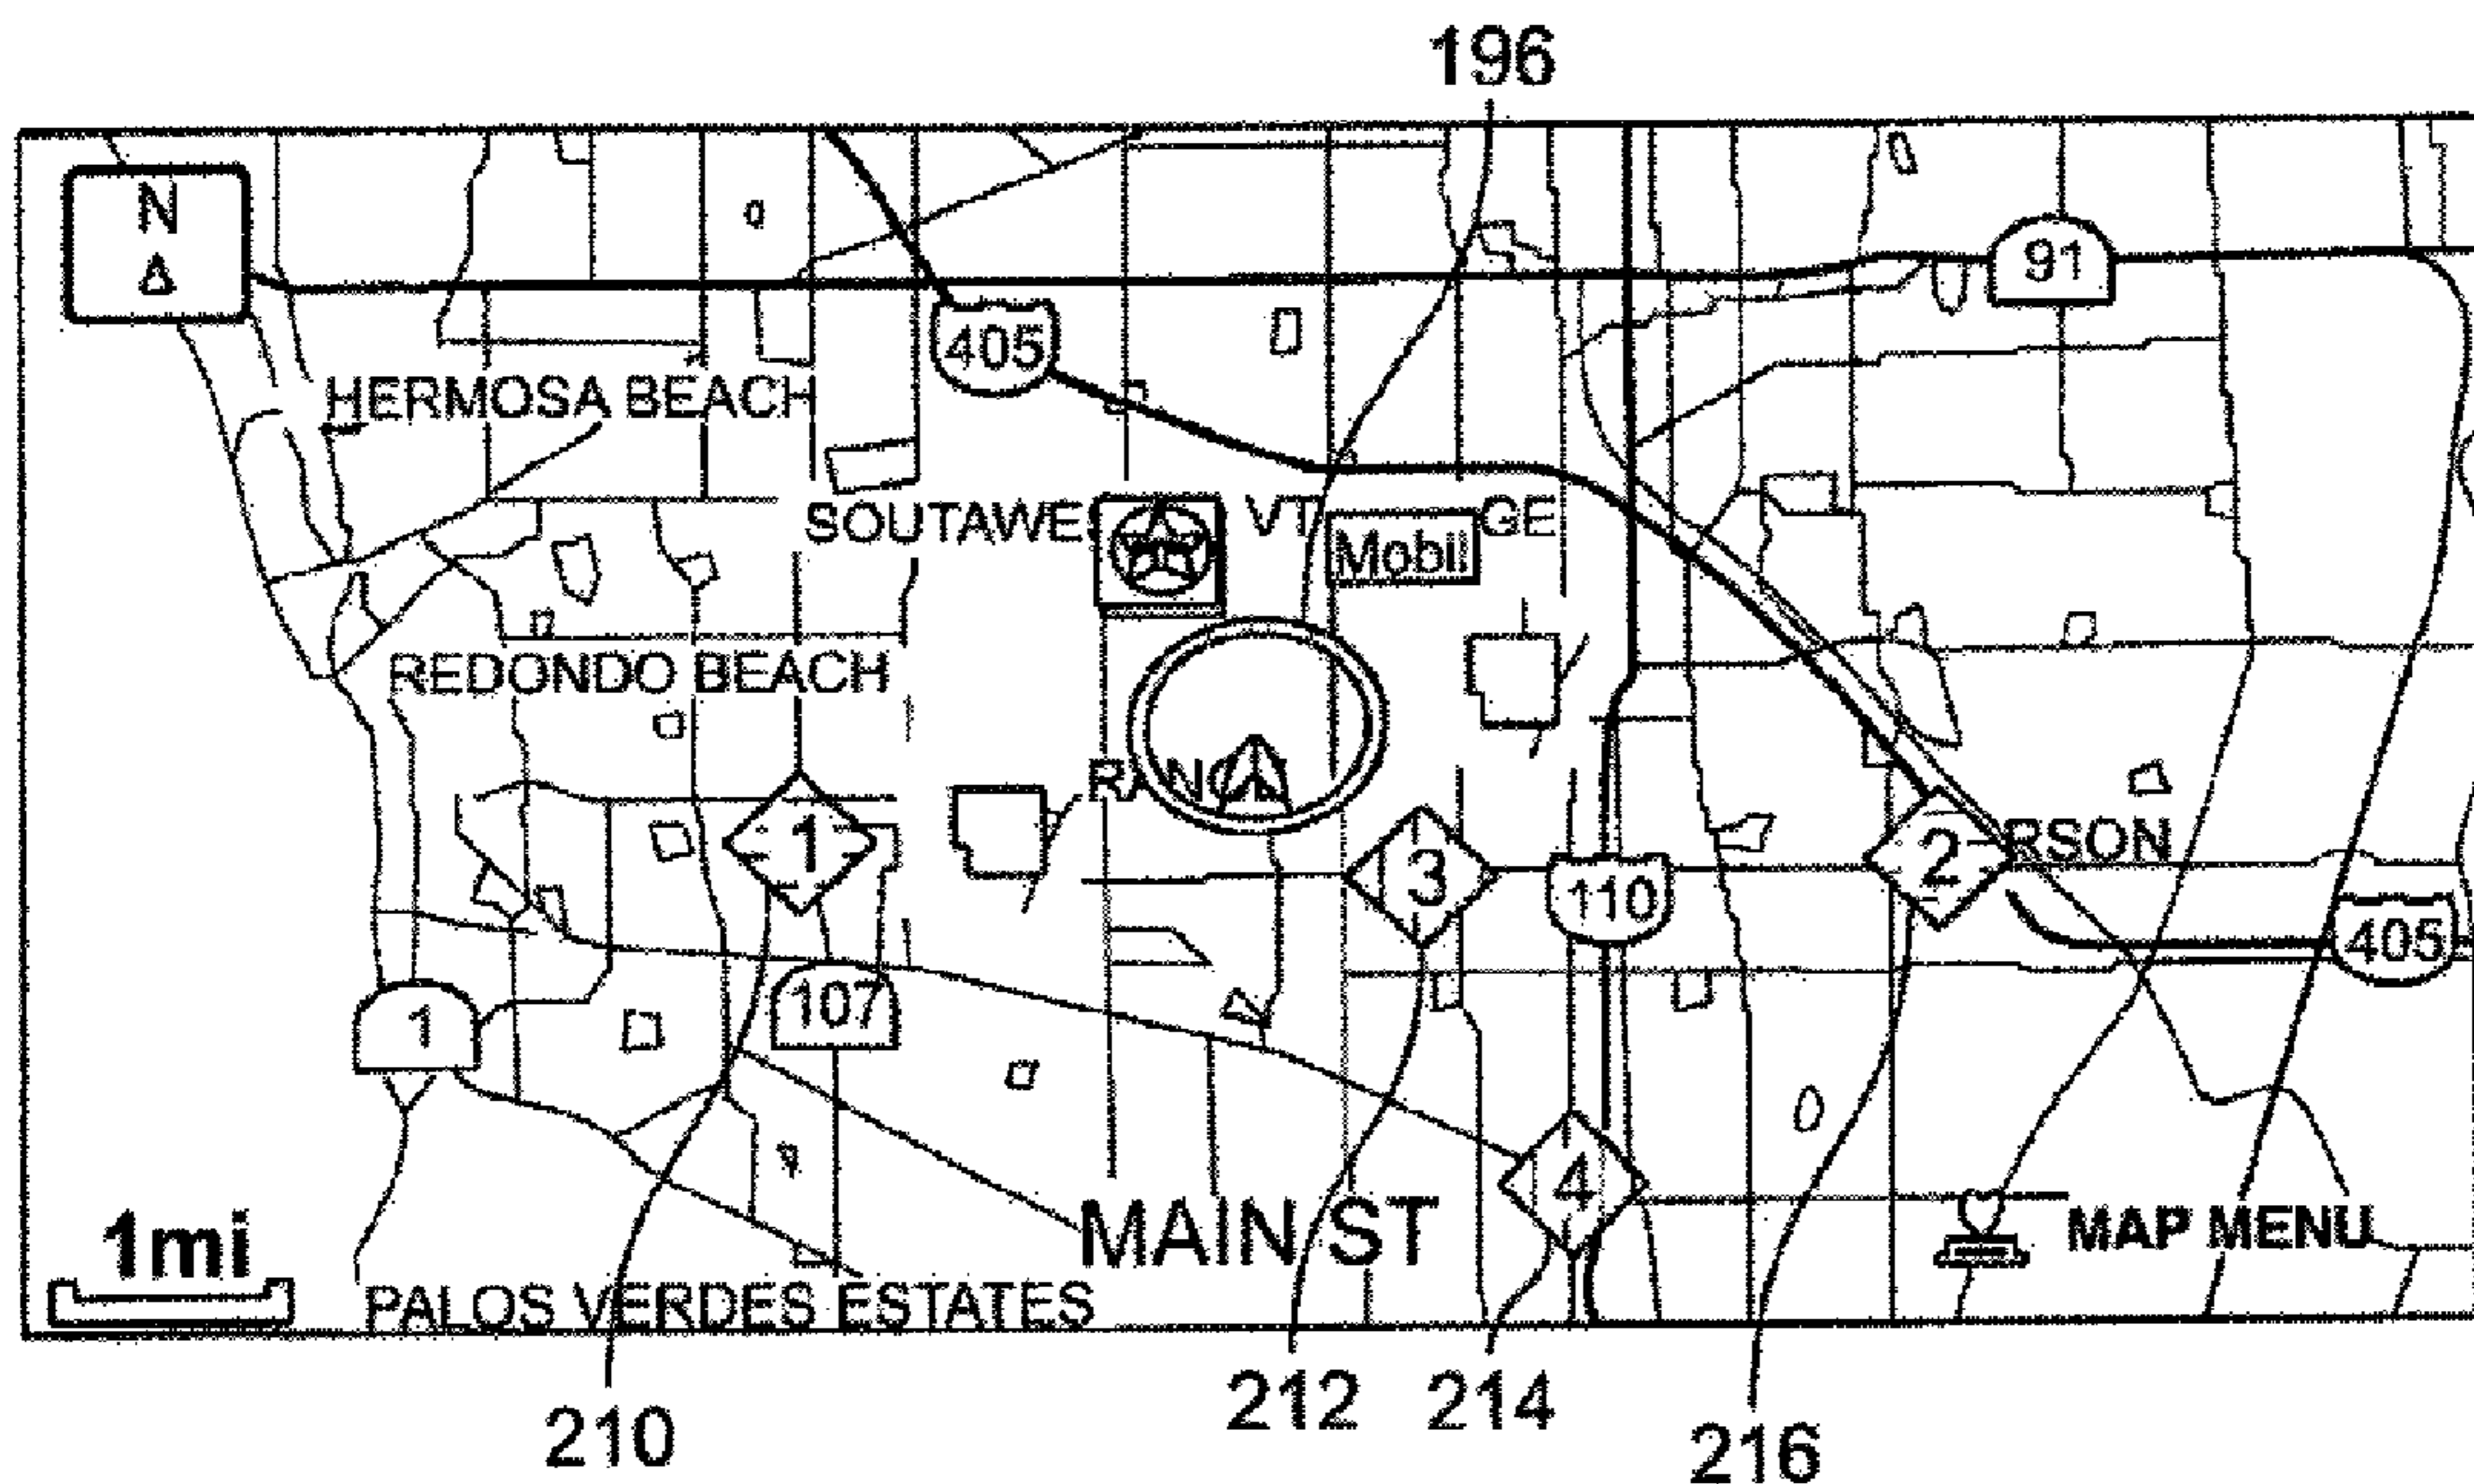 196
N
91
405
HERMOSA BEACH
SOUTAWE VT GE
Mobil
REDONDO BEACH
RANC
1
3
2
RSON
110
405
1
107
4
1mi
MAIN ST
MAP MENU
PALOS VERDES ESTATES
210
212
214
216